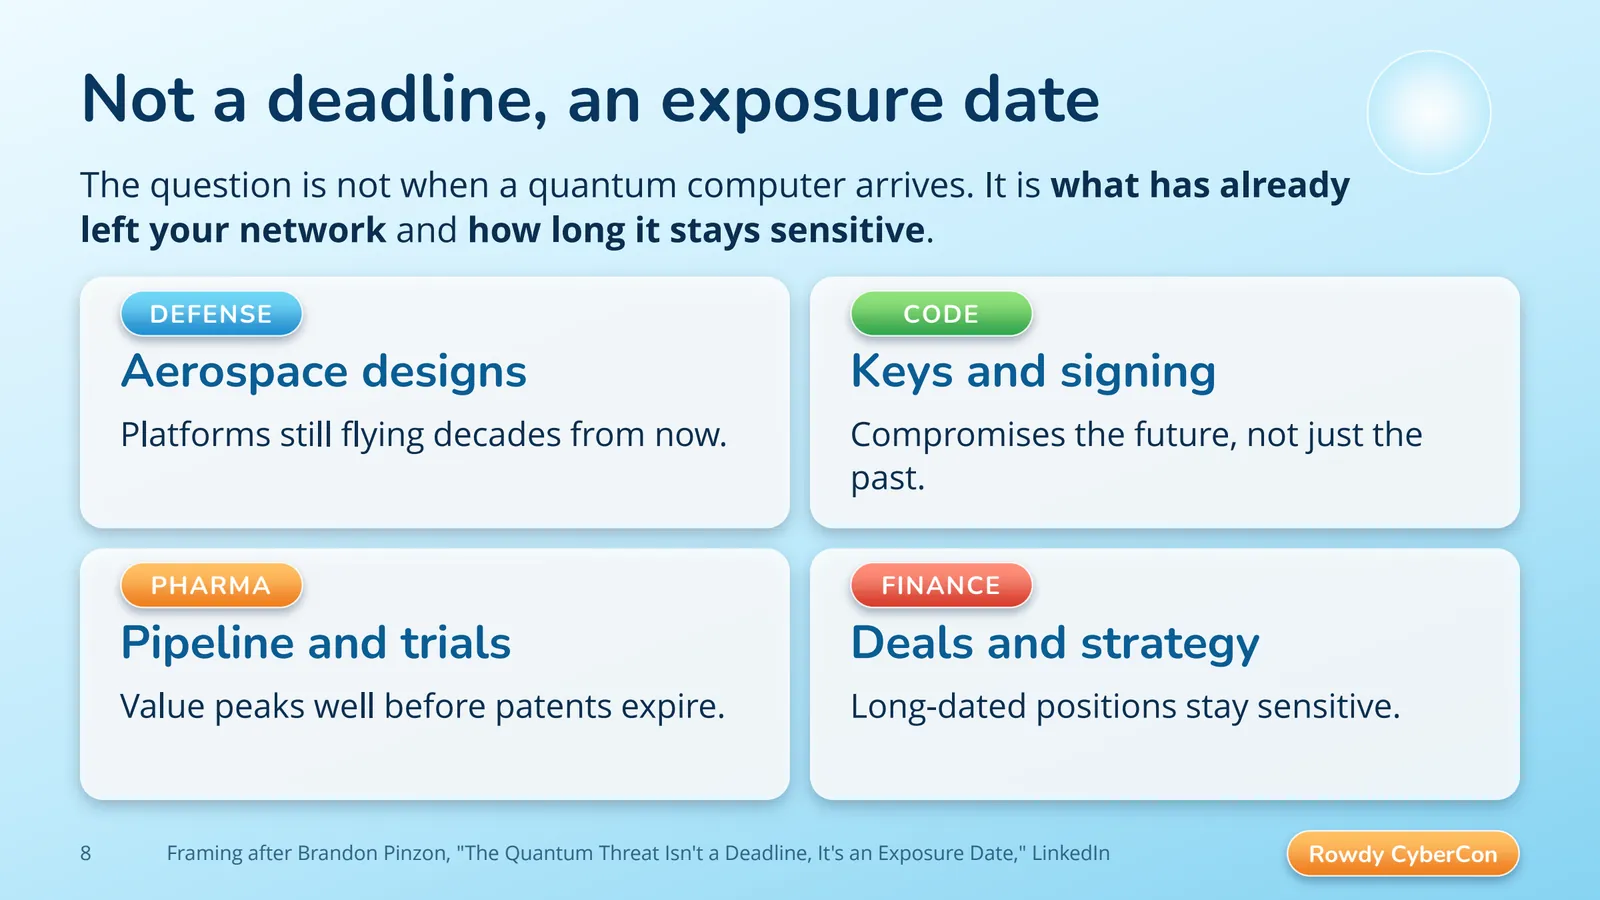 Not a deadline, an exposure date
The question is not when a quantum computer arrives. It is what has already
left your network and how long it stays sensitive.
DEFENSE
Aerospace designs
Platforms still flying decades from now.
CODE
Keys and signing
Compromises the future, not just the
past.
PHARMA
Pipeline and trials
Value peaks well before patents expire.
FINANCE
Deals and strategy
Long-dated positions stay sensitive.
8
Framing after Brandon Pinzon, "The Quantum Threat Isn't a Deadline, It's an Exposure Date," LinkedIn
Rowdy CyberCon